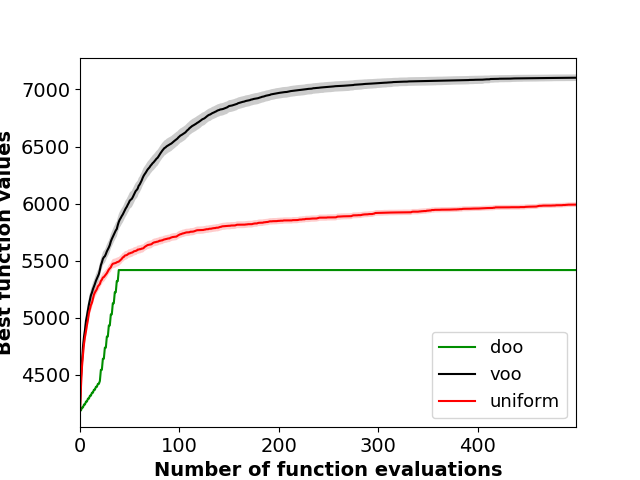 7000
6500
6000
5500
5000
4500
Best function values
0 100 200 300 400
Number of function evaluations
doo
voo
uniform